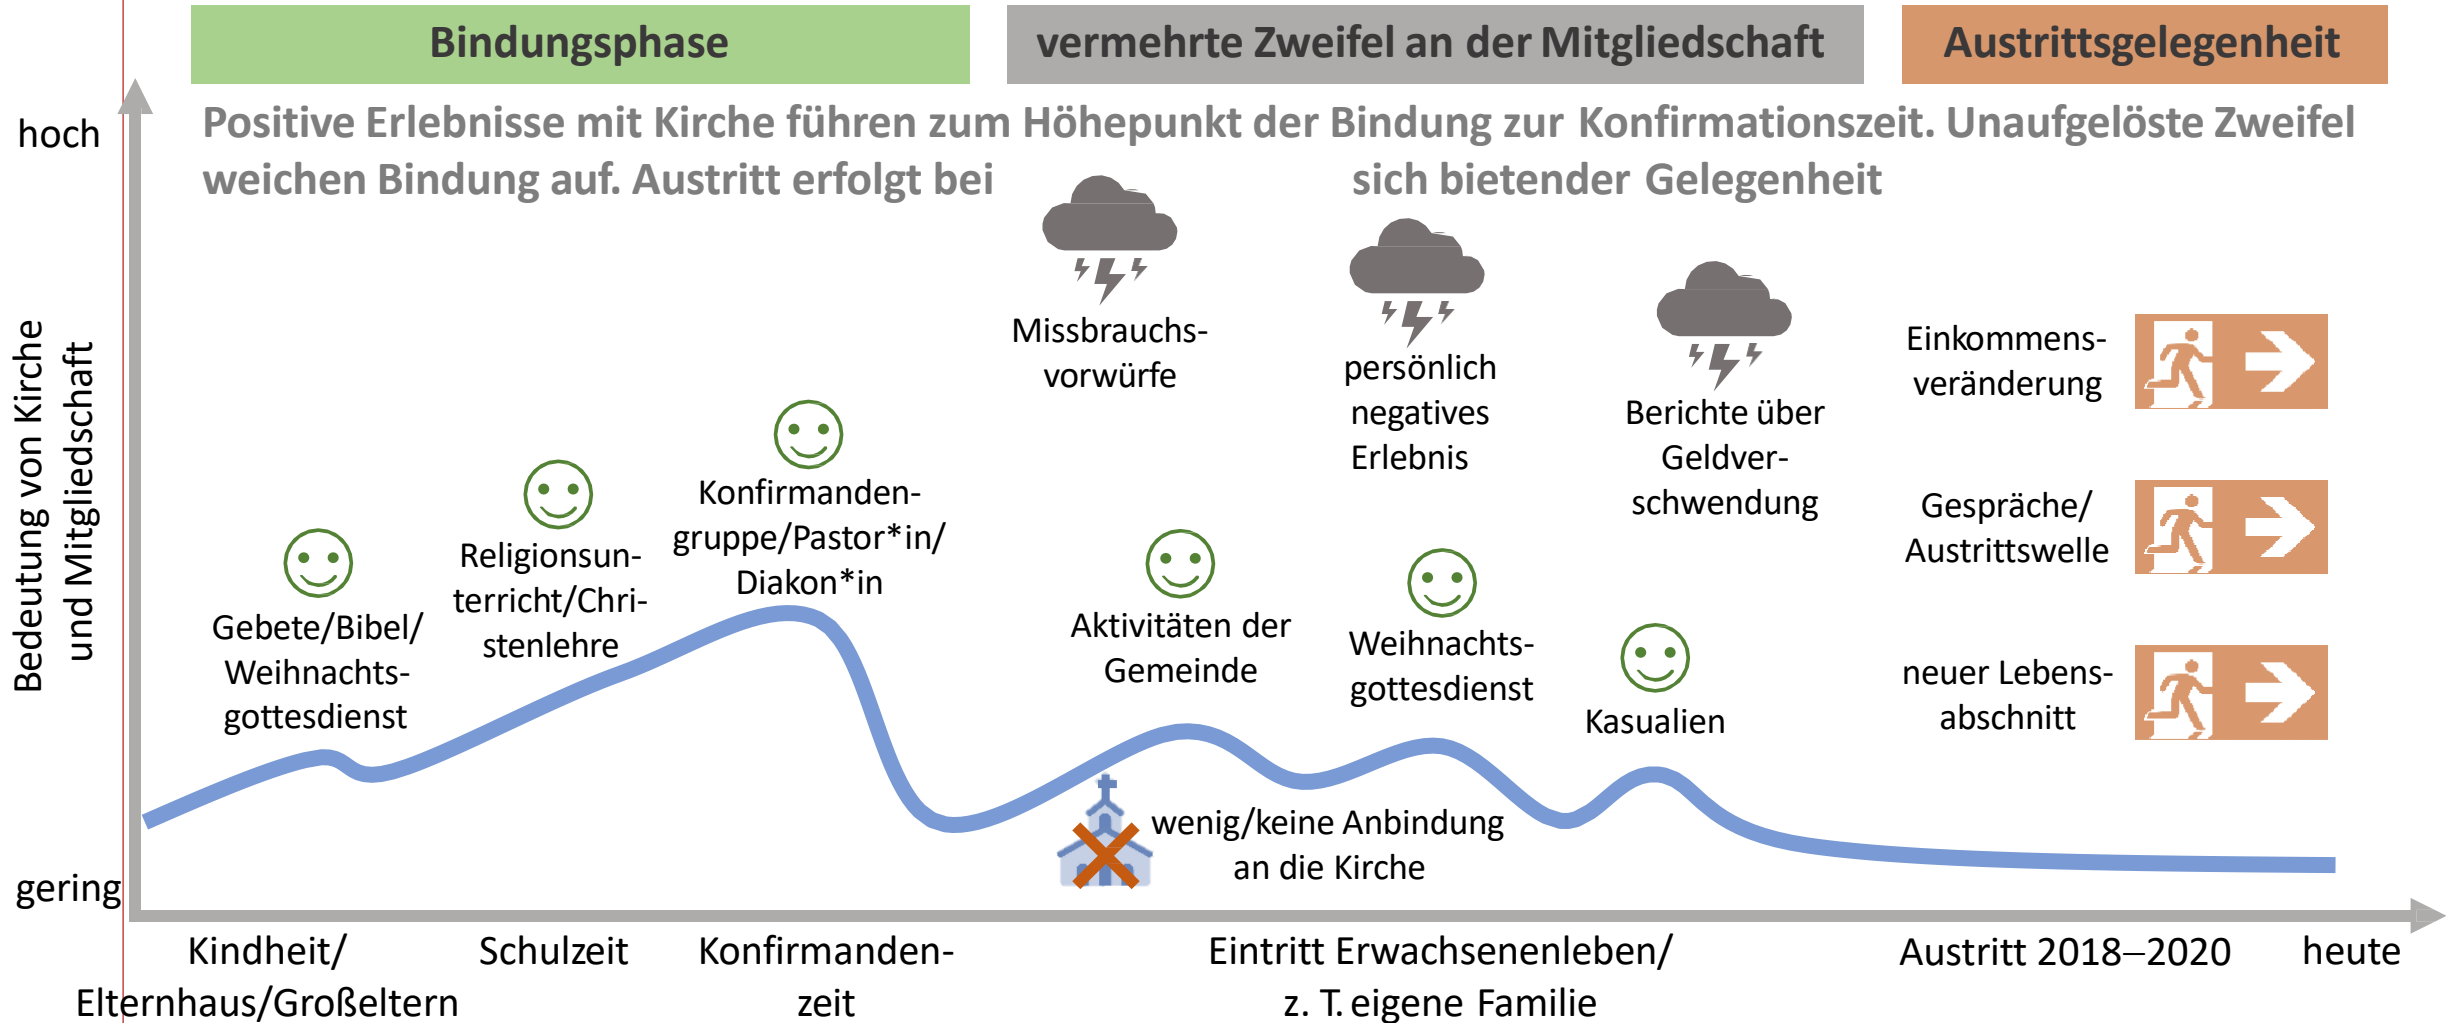 Bindungsphase
vermehrte Zweifel an der Mitgliedschaft
Austrittsgelegenheit
Positive Erlebnisse mit Kirche führen zum Höhepunkt der Bindung zur Konfirmationszeit. Unaufgelöste Zweifel
weichen Bindung auf. Austritt erfolgt bei sich bietender Gelegenheit
hoch
Bedeutung von Kirche
und Mitgliedschaft
gering
Gebete/Bibel/
Weihnachts-
gottesdienst
Religionsun-
terricht/Chri-
stenlehre
Konfirmanden-
gruppe/Pastor*in/
Diakon*in
Missbrauchs-
vorwürfe
persönlich
negatives
Erlebnis
Berichte über
Geldver-
schwendung
Aktivitäten der
Gemeinde
Weihnachts-
gottesdienst
Kasualien
wenig/keine Anbindung
an die Kirche
Einkommens-
veränderung
Gespräche/
Austrittswelle
neuer Lebens-
abschnitt
Kindheit/
Elternhaus/Großeltern
Schulzeit
Konfirmanden-
zeit
Eintritt Erwachsenenleben/
z. T. eigene Familie
Austritt 2018–2020
heute